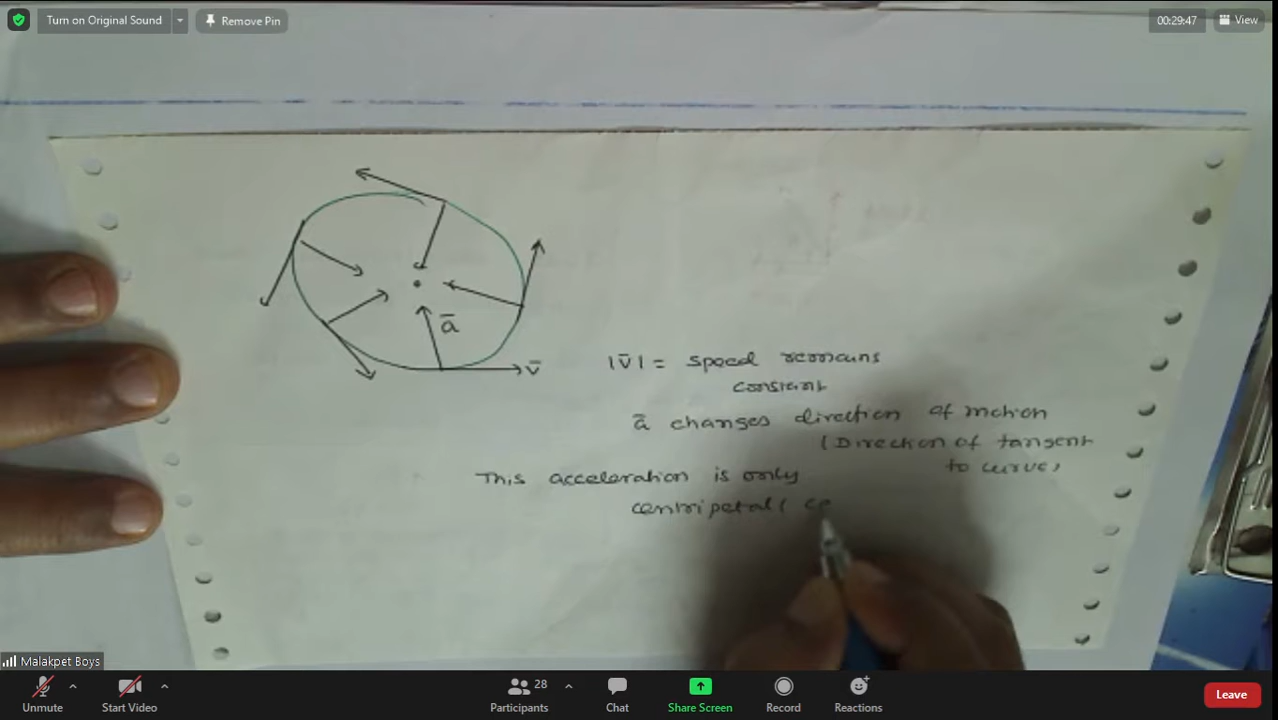 Turn on Original Sound
Remove Pin
00:29:47
View
ā
v̄
|v̄| = speed remains
constant
ā changes direction of motion
(Direction of tangent
to curve)
This acceleration is only
centripetal ( ce
Malakpet Boys
Unmute
Start Video
28
Participants
Chat
Share Screen
Record
Reactions
Leave